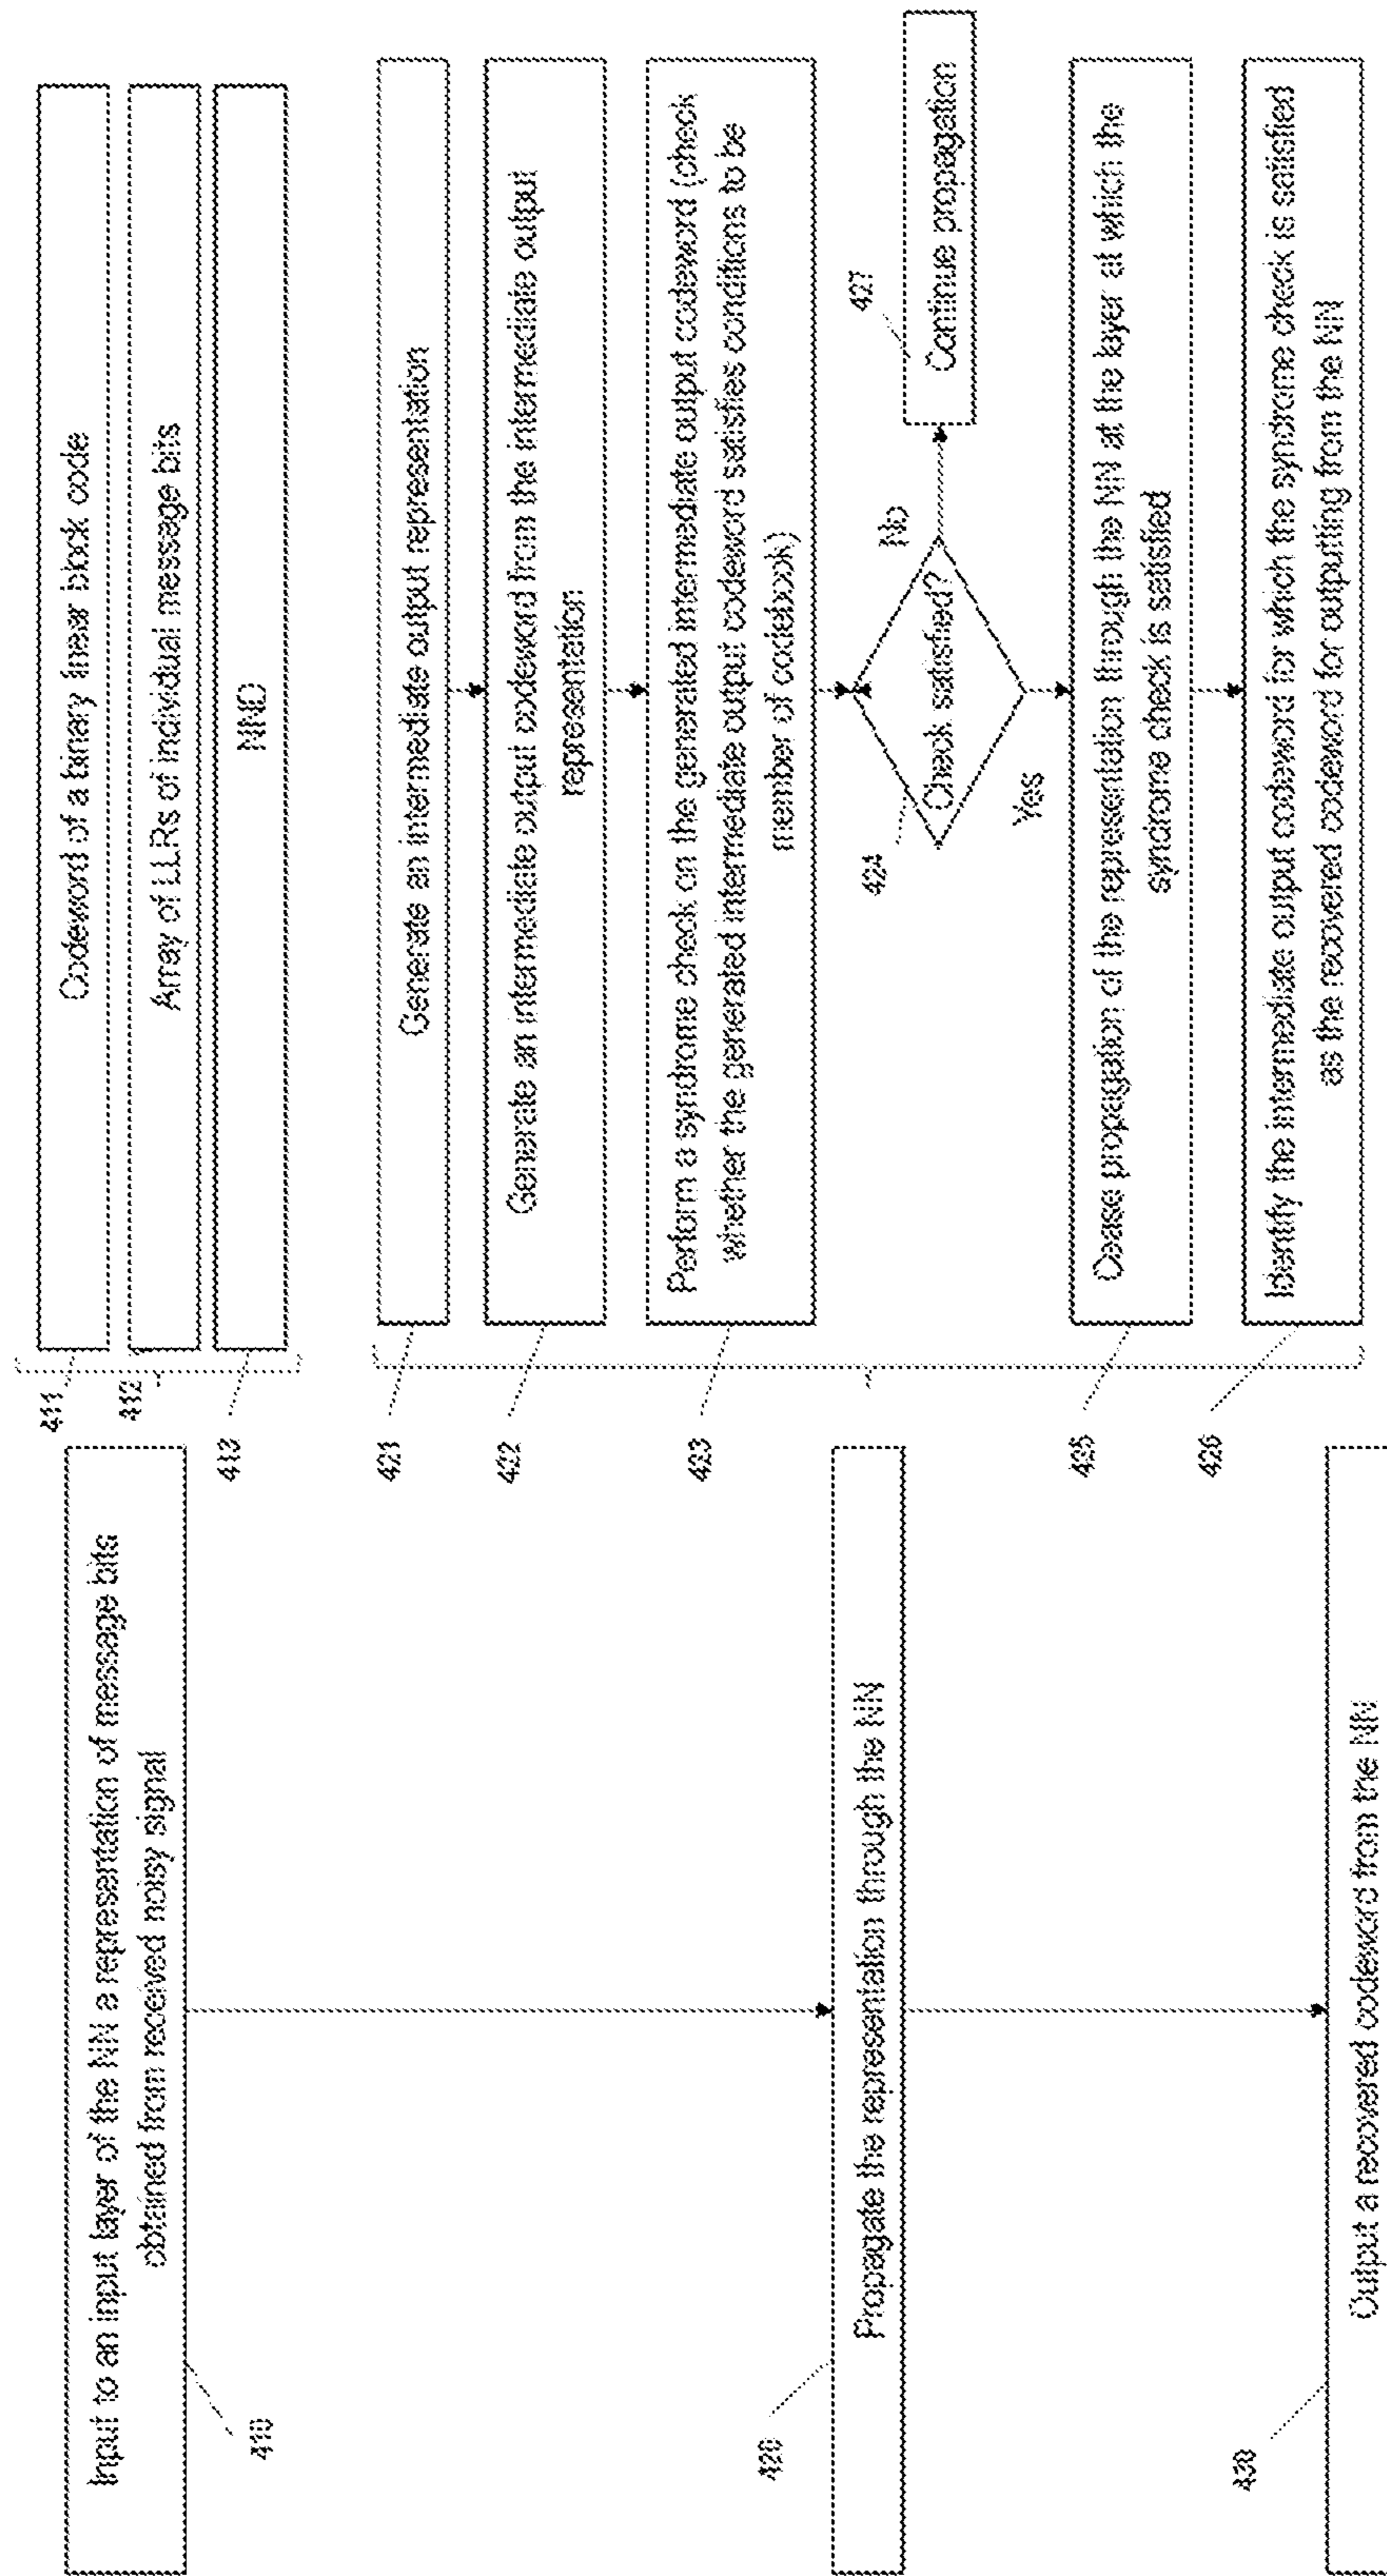 Input to an input layer of the NN a representation of message bits
obtained from received noisy signal
410
Propagate the representation through the NN
420
Output a recovered codeword from the NN
430
411
Codeword of a binary linear block code
412
Array of LLRs of individual message bits
413
NND
421
Generate an intermediate output representation
422
Generate an intermediate output codeword from the intermediate output
representation
423
Perform a syndrome check on the generated intermediate output codeword (check
whether the generated intermediate output codeword satisfies conditions to be
member of codebook)
424
Check satisfied?
No
427
Continue propagation
Yes
425
Cease propagation of the representation through the NN at the layer at which the
syndrome check is satisfied
426
Identify the intermediate output codeword for which the syndrome check is satisfied
as the recovered codeword for outputting from the NN